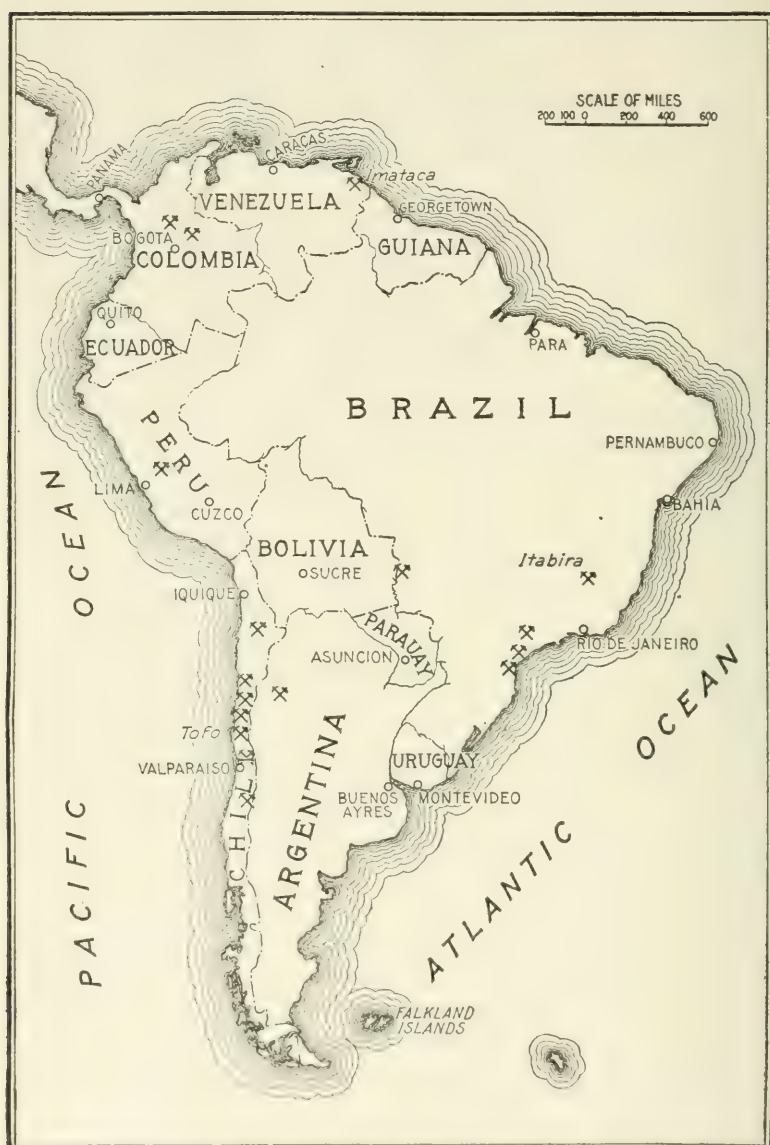 SCALE OF MILES
200 100 0 200 400 600
PANAMA
CARACAS
Imataca
VENEZUELA
GEORGETOWN
BOGOTA
GUIANA
COLOMBIA
QUITO
ECUADOR
PARA
BRAZIL
PERU
PERNAMBUCO
LIMA
CUZCO
BAHIA
BOLIVIA
Itabira
SUCRE
IQUIQUE
PARAUAY
ASUNCION
RIO DE JANEIRO
Tofo
VALPARAISO
URUGUAY
BUENOS
AYRES
MONTEVIDEO
CHILE
ARGENTINA
PACIFIC OCEAN
ATLANTIC OCEAN
FALKLAND
ISLANDS